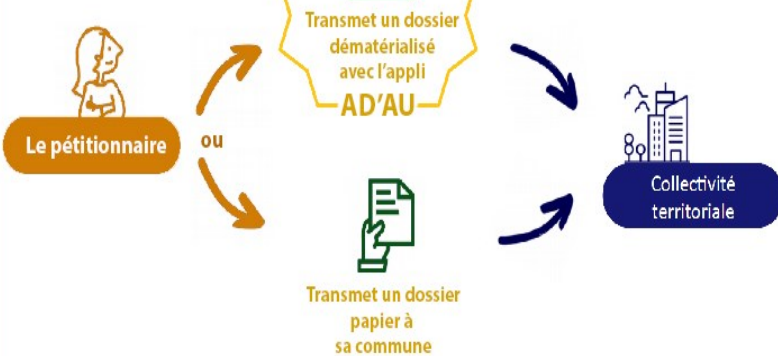 Transmet un dossier
dématérialisé
avec l'appli
AD'AU
Le pétitionnaire
ou
Collectivité
territoriale
Transmet un dossier
papier à
sa commune